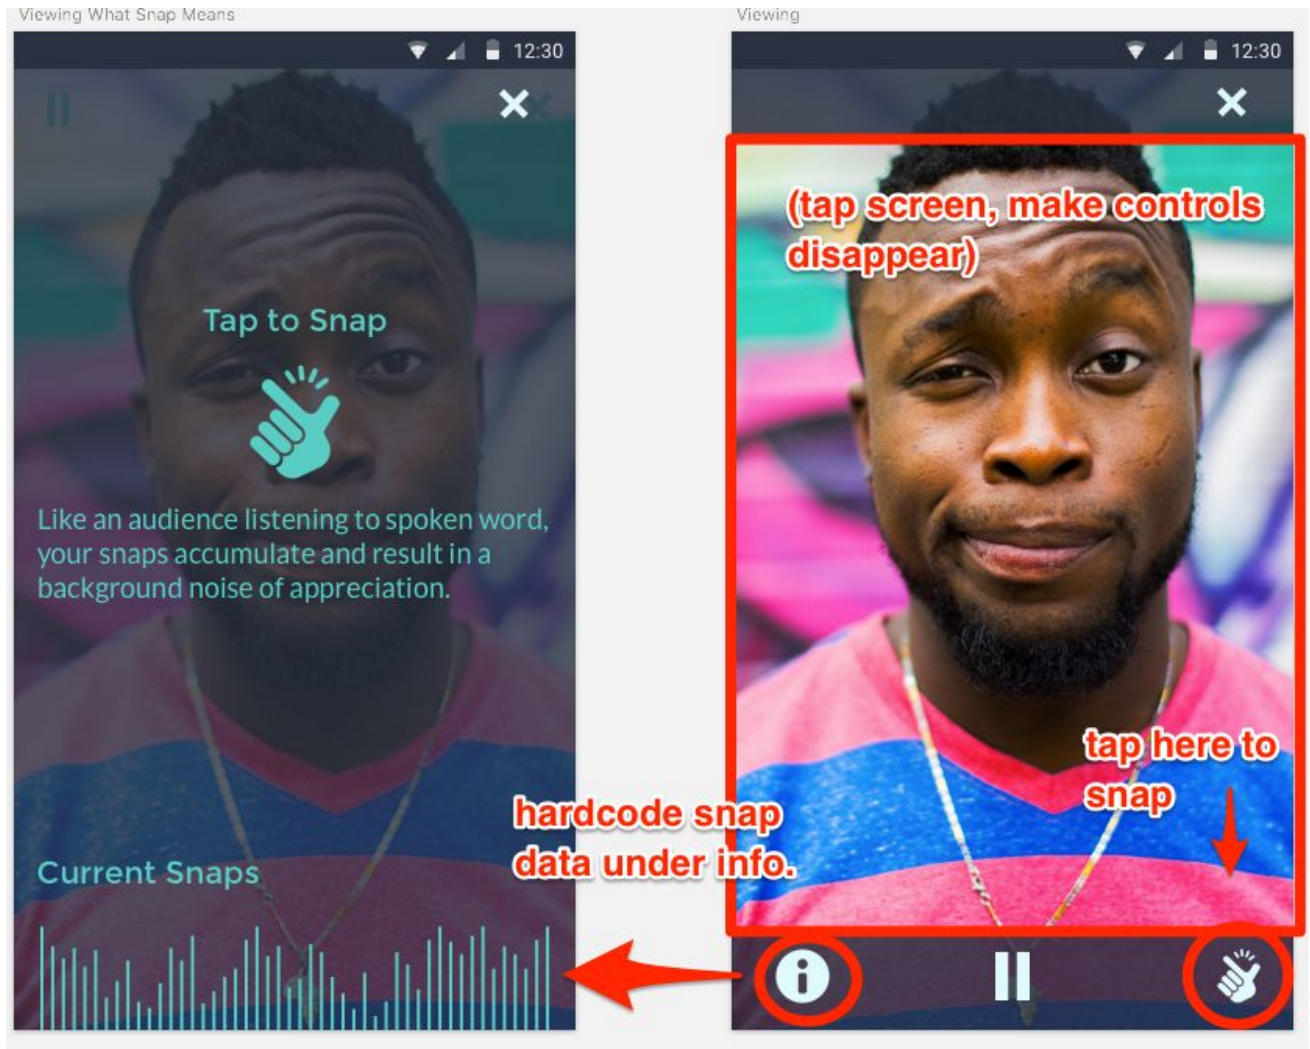 Viewing What Snap Means
12:30
Tap to Snap
Like an audience listening to spoken word,
your snaps accumulate and result in a
background noise of appreciation.
Current Snaps
hardcode snap
data under info.
Viewing
12:30
(tap screen, make controls
disappear)
tap here to
snap